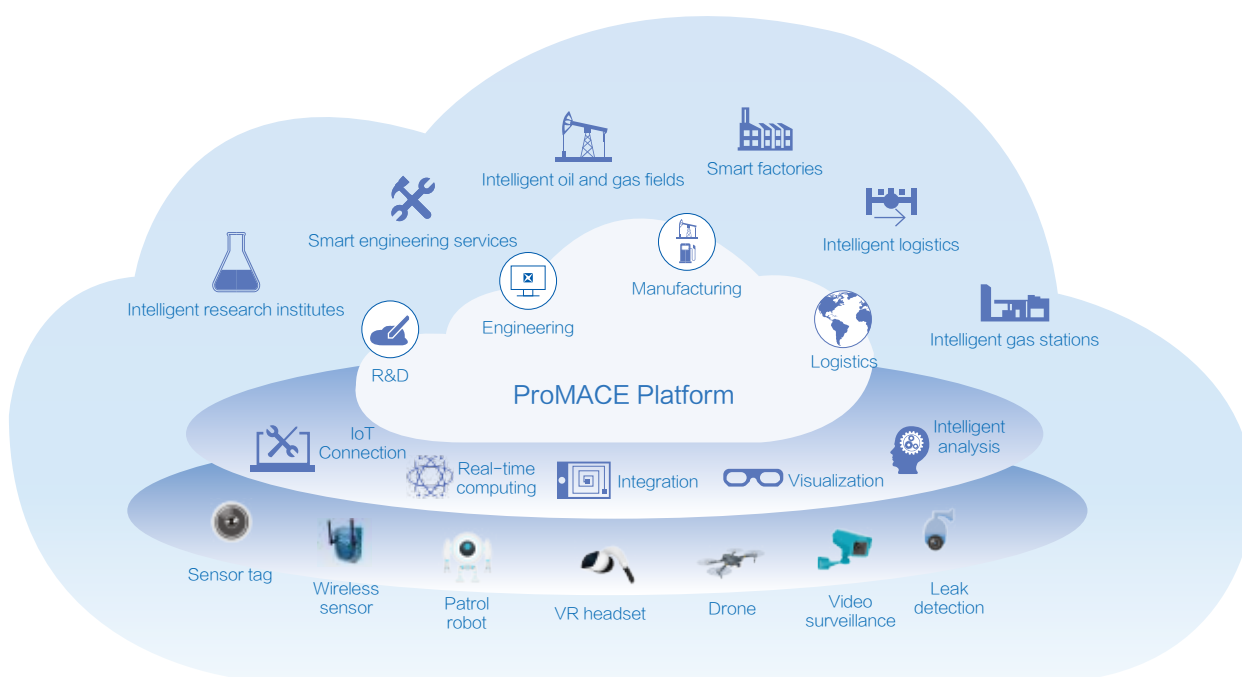 Smart factories
Intelligent oil and gas fields
Smart engineering services
Intelligent logistics
Intelligent research institutes
Manufacturing
Engineering
Intelligent gas stations
Logistics
R&D
ProMACE Platform
IoT
Connection
Real-time
computing
Integration
Visualization
Intelligent
analysis
Sensor tag
Wireless
sensor
Patrol
robot
VR headset
Drone
Video
surveillance
Leak
detection